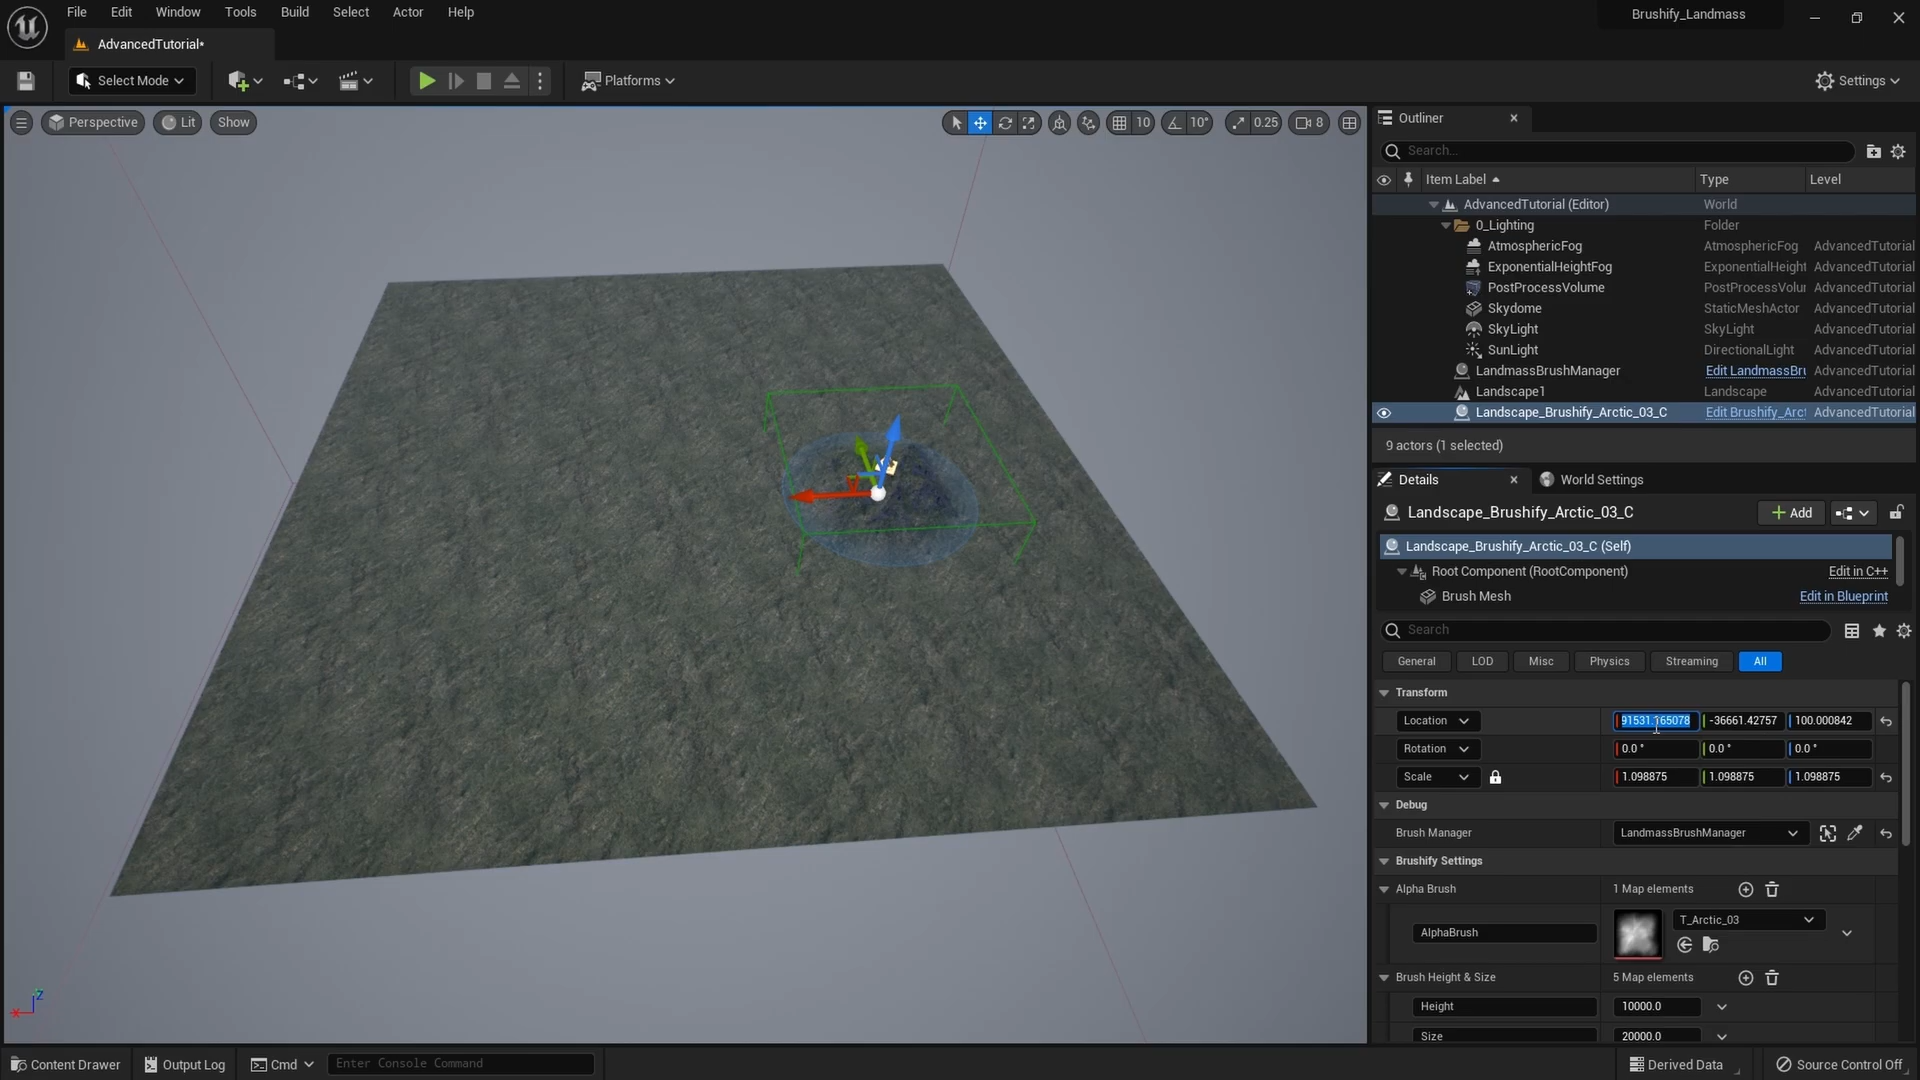 File Edit Window Tools Build Select Actor Help
Brushify_Landmass
AdvancedTutorial*
Select Mode
Platforms
Settings
Perspective Lit Show
10 10° 0.25 8
Outliner
Search...
Item Label Type Level
AdvancedTutorial (Editor) World
0_Lighting Folder
AtmosphericFog AtmosphericFog AdvancedTutorial
ExponentialHeightFog ExponentialHeight AdvancedTutorial
PostProcessVolume PostProcessVolur AdvancedTutorial
Skydome StaticMeshActor AdvancedTutorial
SkyLight SkyLight AdvancedTutorial
SunLight DirectionalLight AdvancedTutorial
LandmassBrushManager Edit LandmassBru AdvancedTutorial
Landscape1 Landscape AdvancedTutorial
Landscape_Brushify_Arctic_03_C Edit Brushify_Arct AdvancedTutorial
9 actors (1 selected)
Details World Settings
Landscape_Brushify_Arctic_03_C Add
Landscape_Brushify_Arctic_03_C (Self)
Root Component (RootComponent) Edit in C++
Brush Mesh Edit in Blueprint
Search
General LOD Misc Physics Streaming All
Transform
Location 91531.165078 -36661.42757 100.000842
Rotation 0.0 ° 0.0 ° 0.0 °
Scale 1.098875 1.098875 1.098875
Debug
Brush Manager LandmassBrushManager
Brushify Settings
Alpha Brush 1 Map elements
AlphaBrush T_Arctic_03
Brush Height & Size 5 Map elements
Height 10000.0
Size 20000.0
Z
X
Content Drawer Output Log Cmd Enter Console Command Derived Data Source Control Off